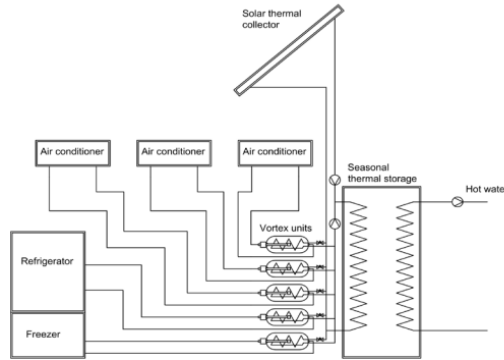 Solar thermal
collector
Air conditioner
Air conditioner
Air conditioner
Seasonal
thermal storage
Hot wate
Vortex units
Refrigerator
Freezer